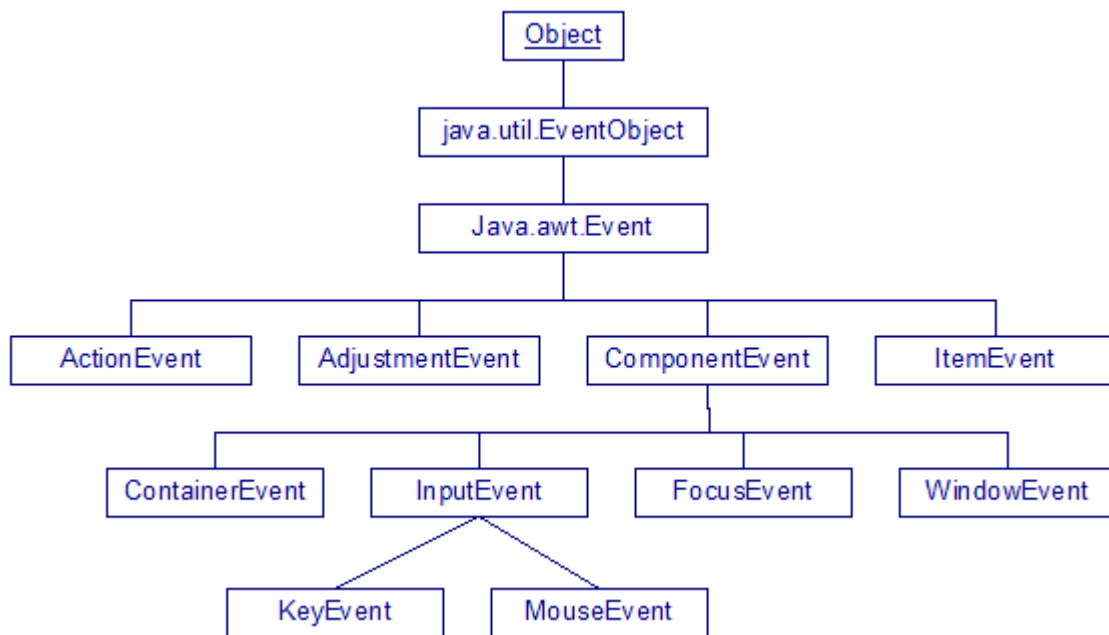 Object
java.util.EventObject
Java.awt.Event
ActionEvent
AdjustmentEvent
ComponentEvent
ItemEvent
ContainerEvent
InputEvent
FocusEvent
WindowEvent
KeyEvent
MouseEvent